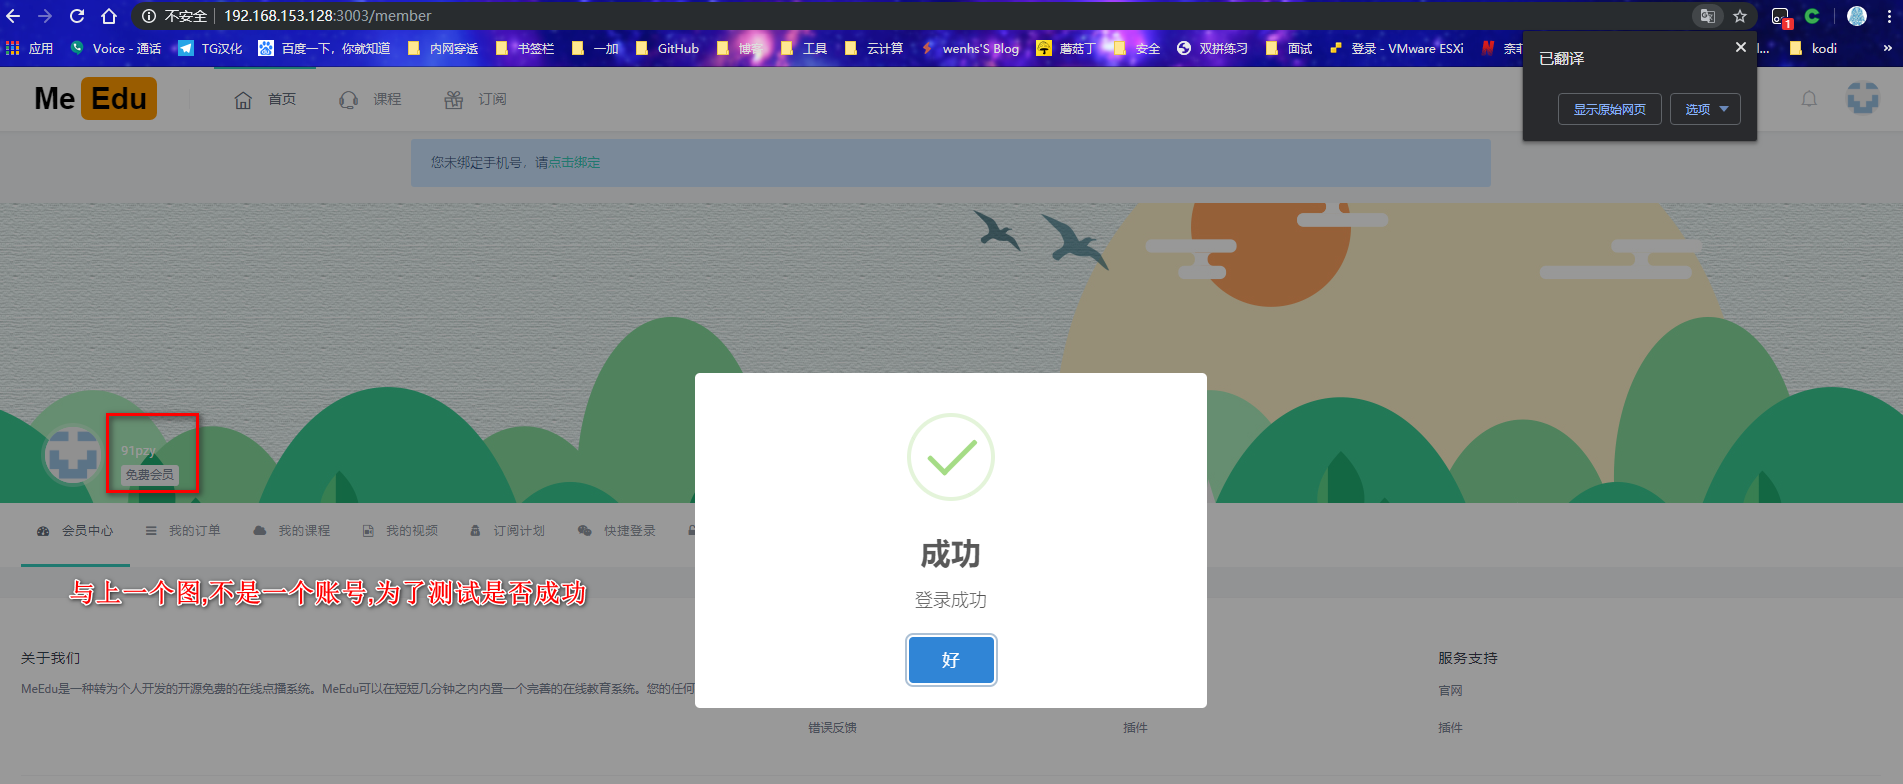 不安全 192.168.153.128:3003/member
1
应用 Voice - 通话 TG汉化 百度一下，你就知道 内网穿透 书签栏 一加 GitHub 博客 工具 云计算 wenhs'S Blog 蘑菇丁 安全 双拼练习 面试 登录 - VMware ESXi 奈菲 l... kodi »
已翻译
显示原始网页 选项
Me Edu 首页 课程 订阅
您未绑定手机号，请点击绑定
91pzy
免费会员
成功
登录成功
好
会员中心 我的订单 我的课程 我的视频 订阅计划 快捷登录
与上一个图,不是一个账号,为了测试是否成功
关于我们 服务支持
MeEdu是一种转为个人开发的开源免费的在线点播系统。MeEdu可以在短短几分钟之内内置一个完善的在线教育系统。您的任何 官网
错误反馈 插件 插件